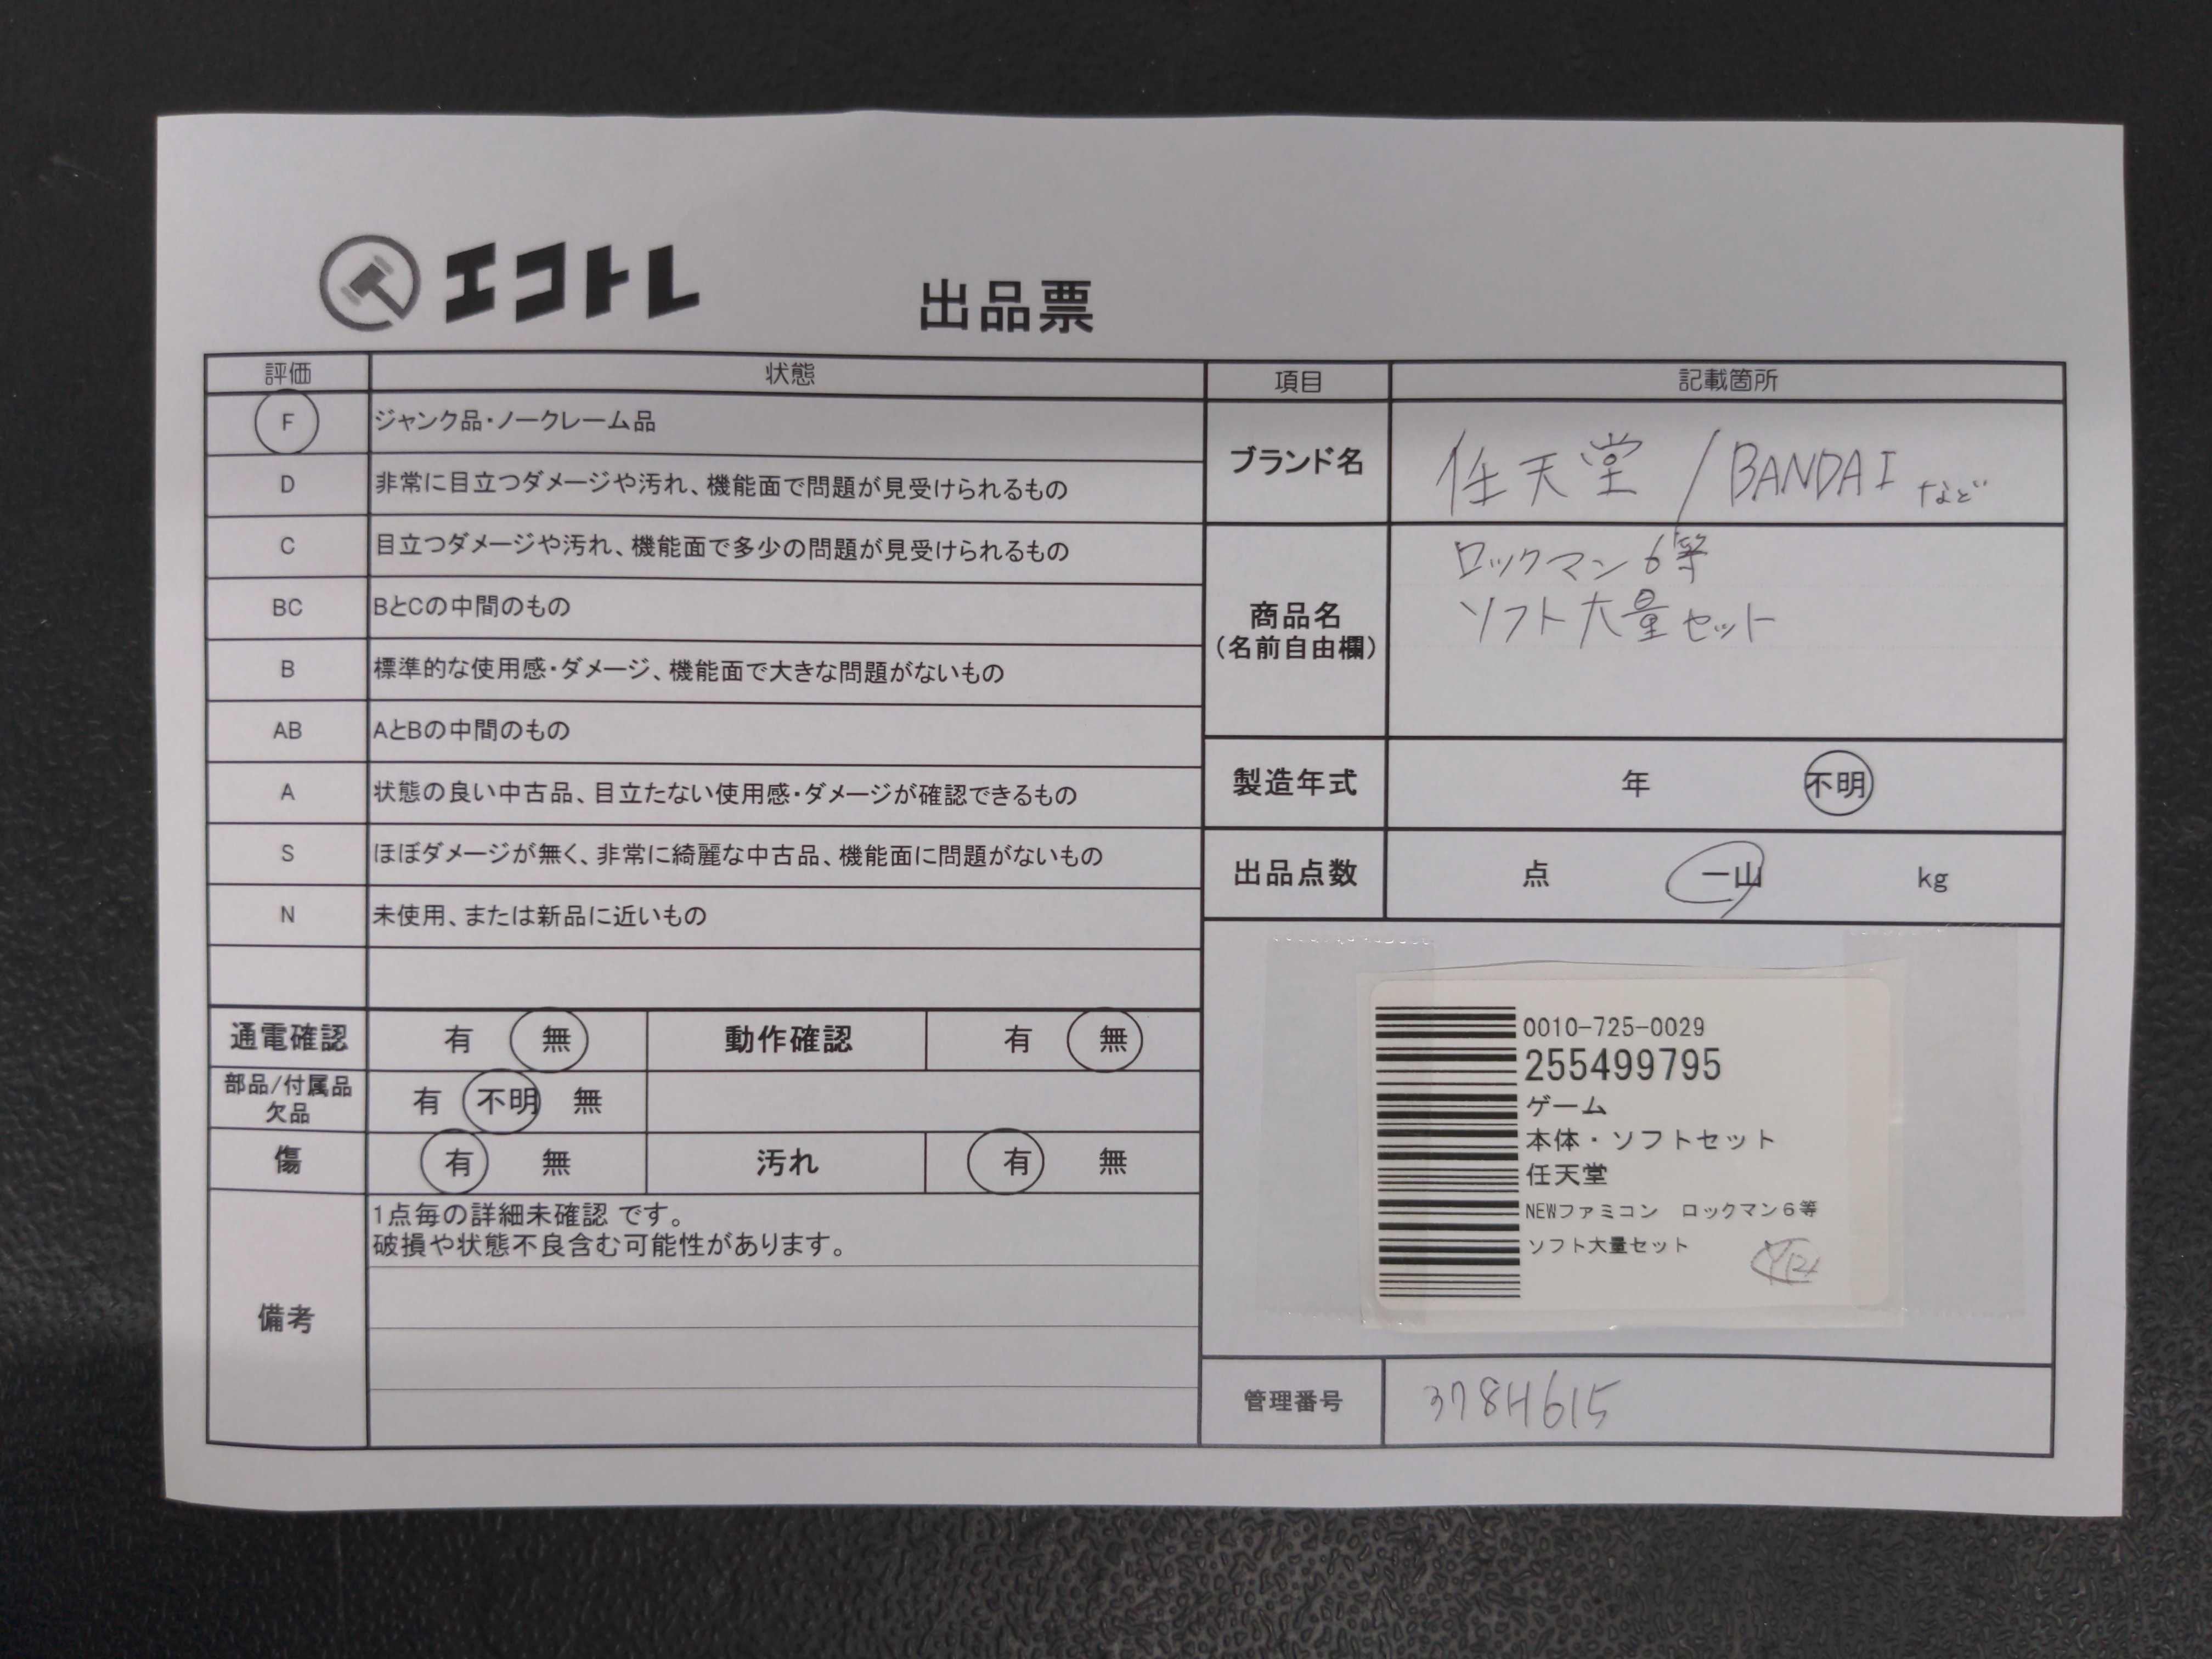 エコトレ
出品票
評価 状態
F ジャンク品・ノークレーム品
D 非常に目立つダメージや汚れ、機能面で問題が見受けられるもの
C 目立つダメージや汚れ、機能面で多少の問題が見受けられるもの
BC BとCの中間のもの
B 標準的な使用感・ダメージ、機能面で大きな問題がないもの
AB AとBの中間のもの
A 状態の良い中古品、目立たない使用感・ダメージが確認できるもの
S ほぼダメージが無く、非常に綺麗な中古品、機能面に問題がないもの
N 未使用、または新品に近いもの
通電確認 有 無 動作確認 有 無
部品/付属品
欠品 有 不明 無
傷 有 無 汚れ 有 無
備考
1点毎の詳細未確認 です。
破損や状態不良含む可能性があります。
項目 記載箇所
ブランド名 任天堂 / BANDAI など
商品名
(名前自由欄)
ロックマン6等
ソフト大量セット
製造年式 年 不明
出品点数 点 一山 kg
0010-725-0029
255499795
ゲーム
本体・ソフトセット
任天堂
NEWファミコン ロックマン6等
ソフト大量セット
管理番号 378H615